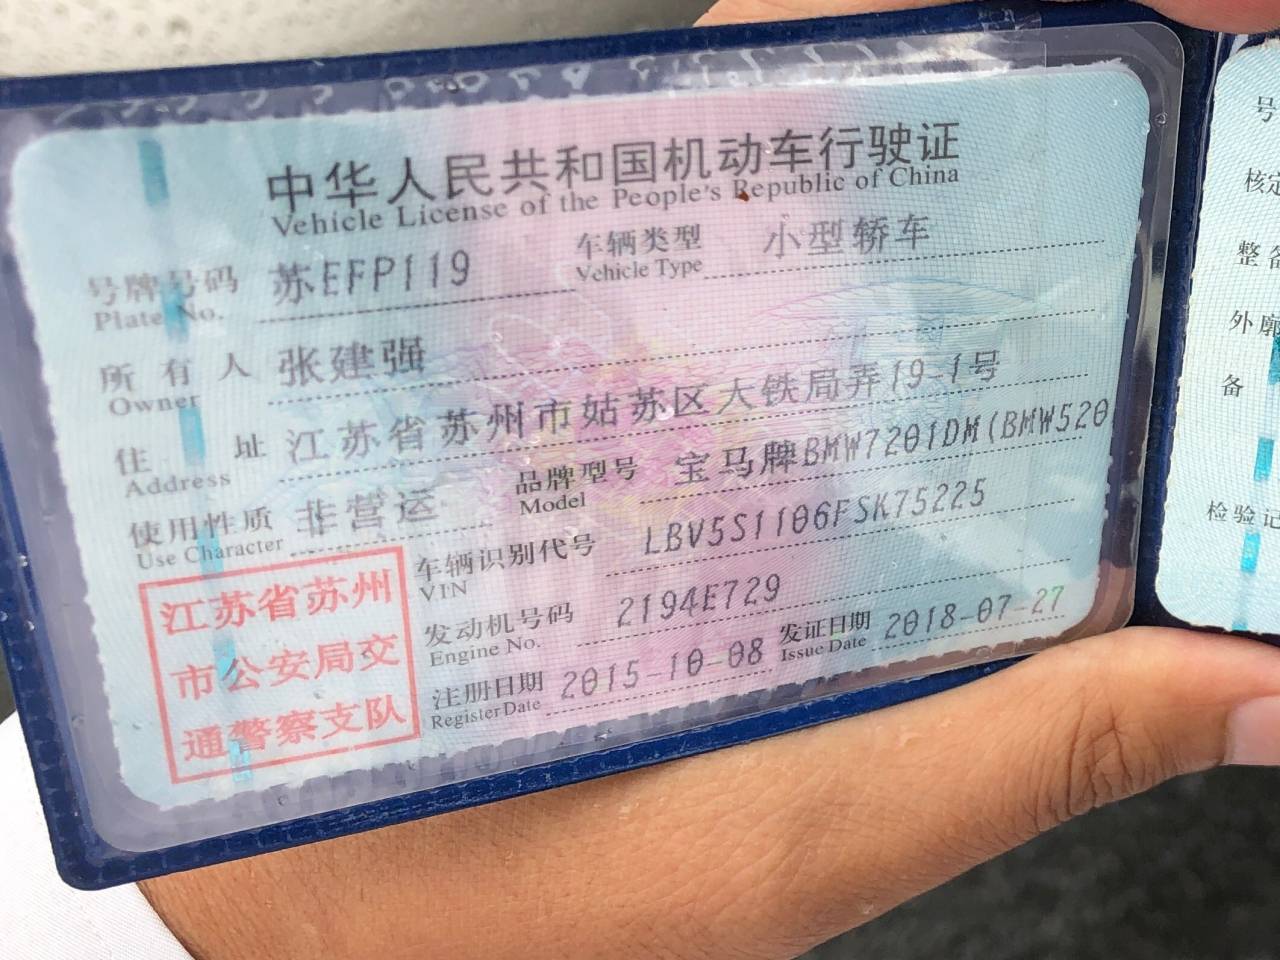 中华人民共和国机动车行驶证
Vehicle License of the People's Republic of China
号牌号码 苏EFP119 车辆类型 小型轿车
Plate No. Vehicle Type
所有人 张建强
Owner
住址 江苏省苏州市姑苏区大铁局弄19-1号
Address
使用性质 非营运 品牌型号 宝马牌BMW7201DM(BMW520
Use Character Model
车辆识别代号 LBV5S1106FSK75225
VIN
发动机号码 2194E729 发证日期 2018-07-27
Engine No. Issue Date
注册日期 2015-10-08
Register Date
江苏省苏州
市公安局交
通警察支队
号
核定
整备
外廓
备
检验记